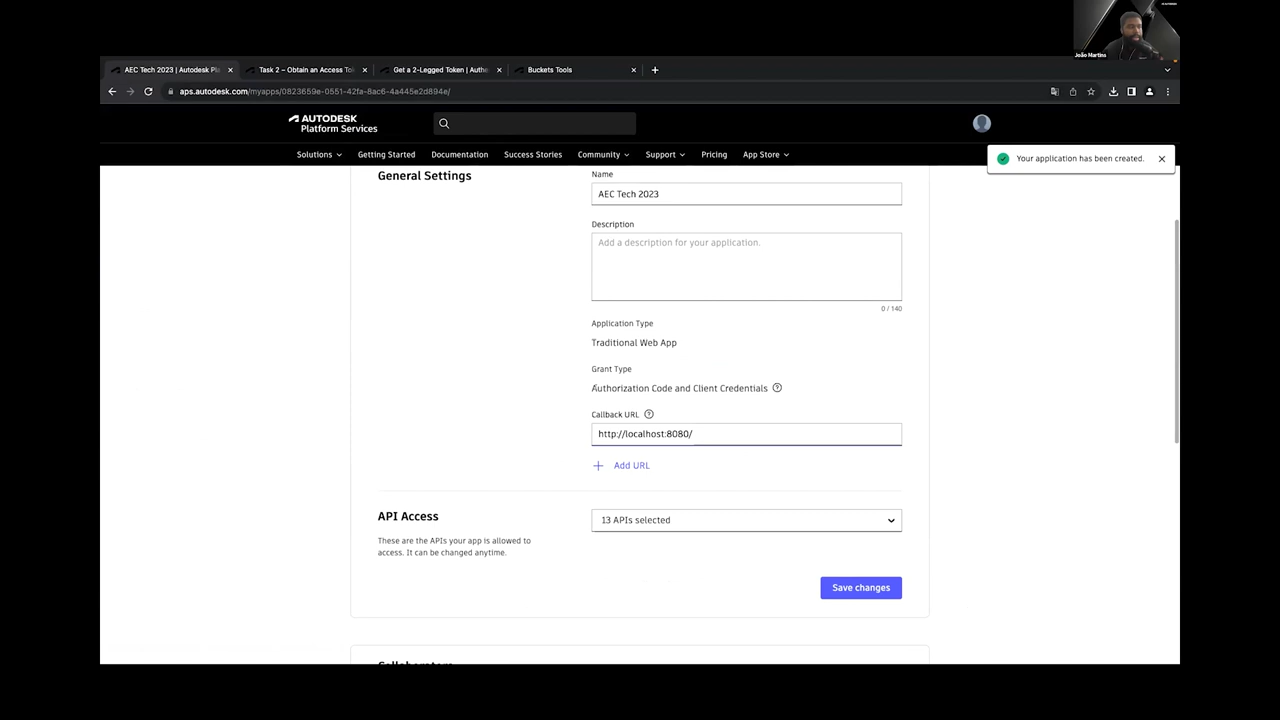 João Martins
AEC Tech 2023 | Autodesk Pla
Task 2 – Obtain an Access Tok
Get a 2-Legged Token | Authe
Buckets Tools
aps.autodesk.com/myapps/0823659e-0551-42fa-8ac6-4a445e2d894e/
AUTODESK
Platform Services
Solutions
Getting Started
Documentation
Success Stories
Community
Support
Pricing
App Store
Your application has been created.
General Settings
Name
AEC Tech 2023
Description
Add a description for your application.
0 / 140
Application Type
Traditional Web App
Grant Type
Authorization Code and Client Credentials
Callback URL
http://localhost:8080/
Add URL
API Access
13 APIs selected
These are the APIs your app is allowed to
access. It can be changed anytime.
Save changes
Collaborators